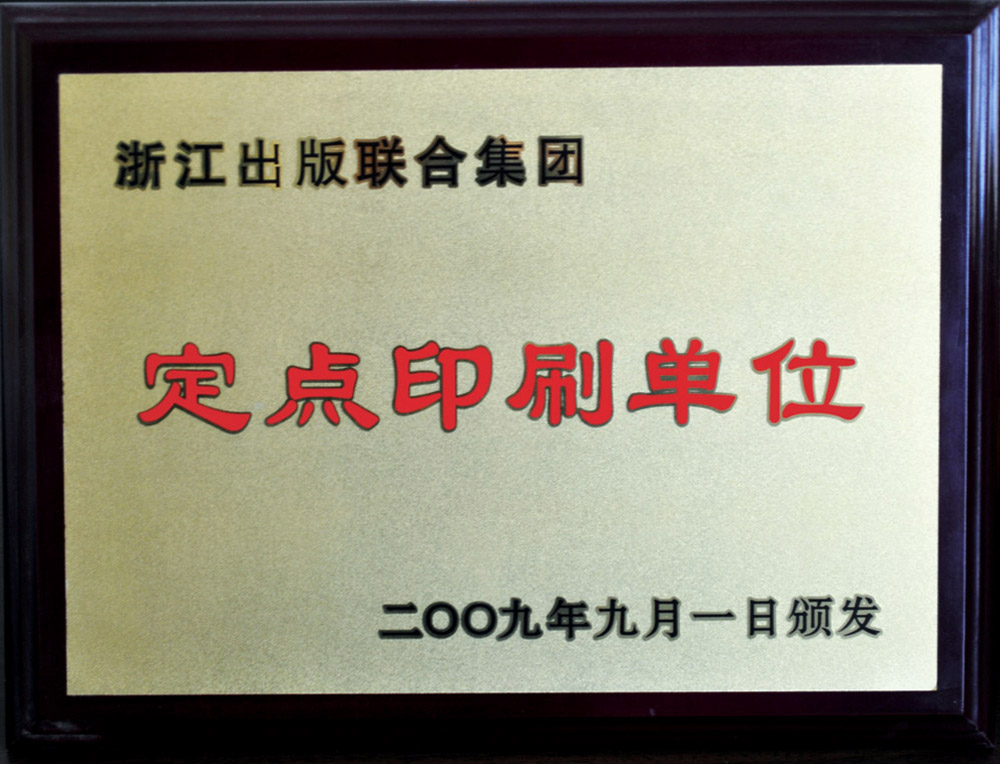 浙江出版联合集团
定点印刷单位
二〇〇九年九月一日颁发